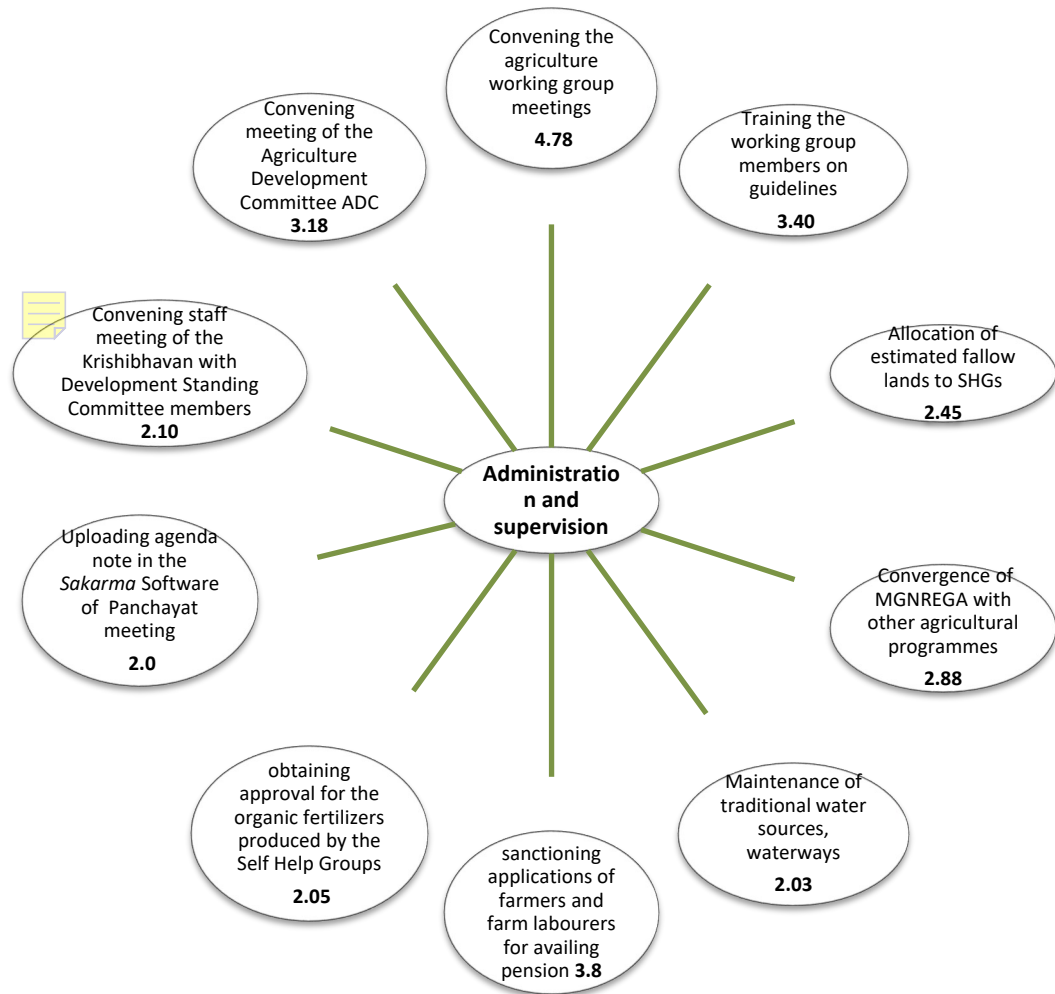 Convening the
agriculture
working group
meetings
4.78
Training the
working group
members on
guidelines
3.40
Allocation of
estimated fallow
lands to SHGs
2.45
Convergence of
MGNREGA with
other agricultural
programmes
2.88
Maintenance of
traditional water
sources,
waterways
2.03
sanctioning
applications of
farmers and
farm labourers
for availing
pension 3.8
obtaining
approval for the
organic fertilizers
produced by the
Self Help Groups
2.05
Uploading agenda
note in the
Sakarma Software
of Panchayat
meeting
2.0
Convening staff
meeting of the
Krishibhavan with
Development Standing
Committee members
2.10
Convening
meeting of the
Agriculture
Development
Committee ADC
3.18
Administratio
n and
supervision